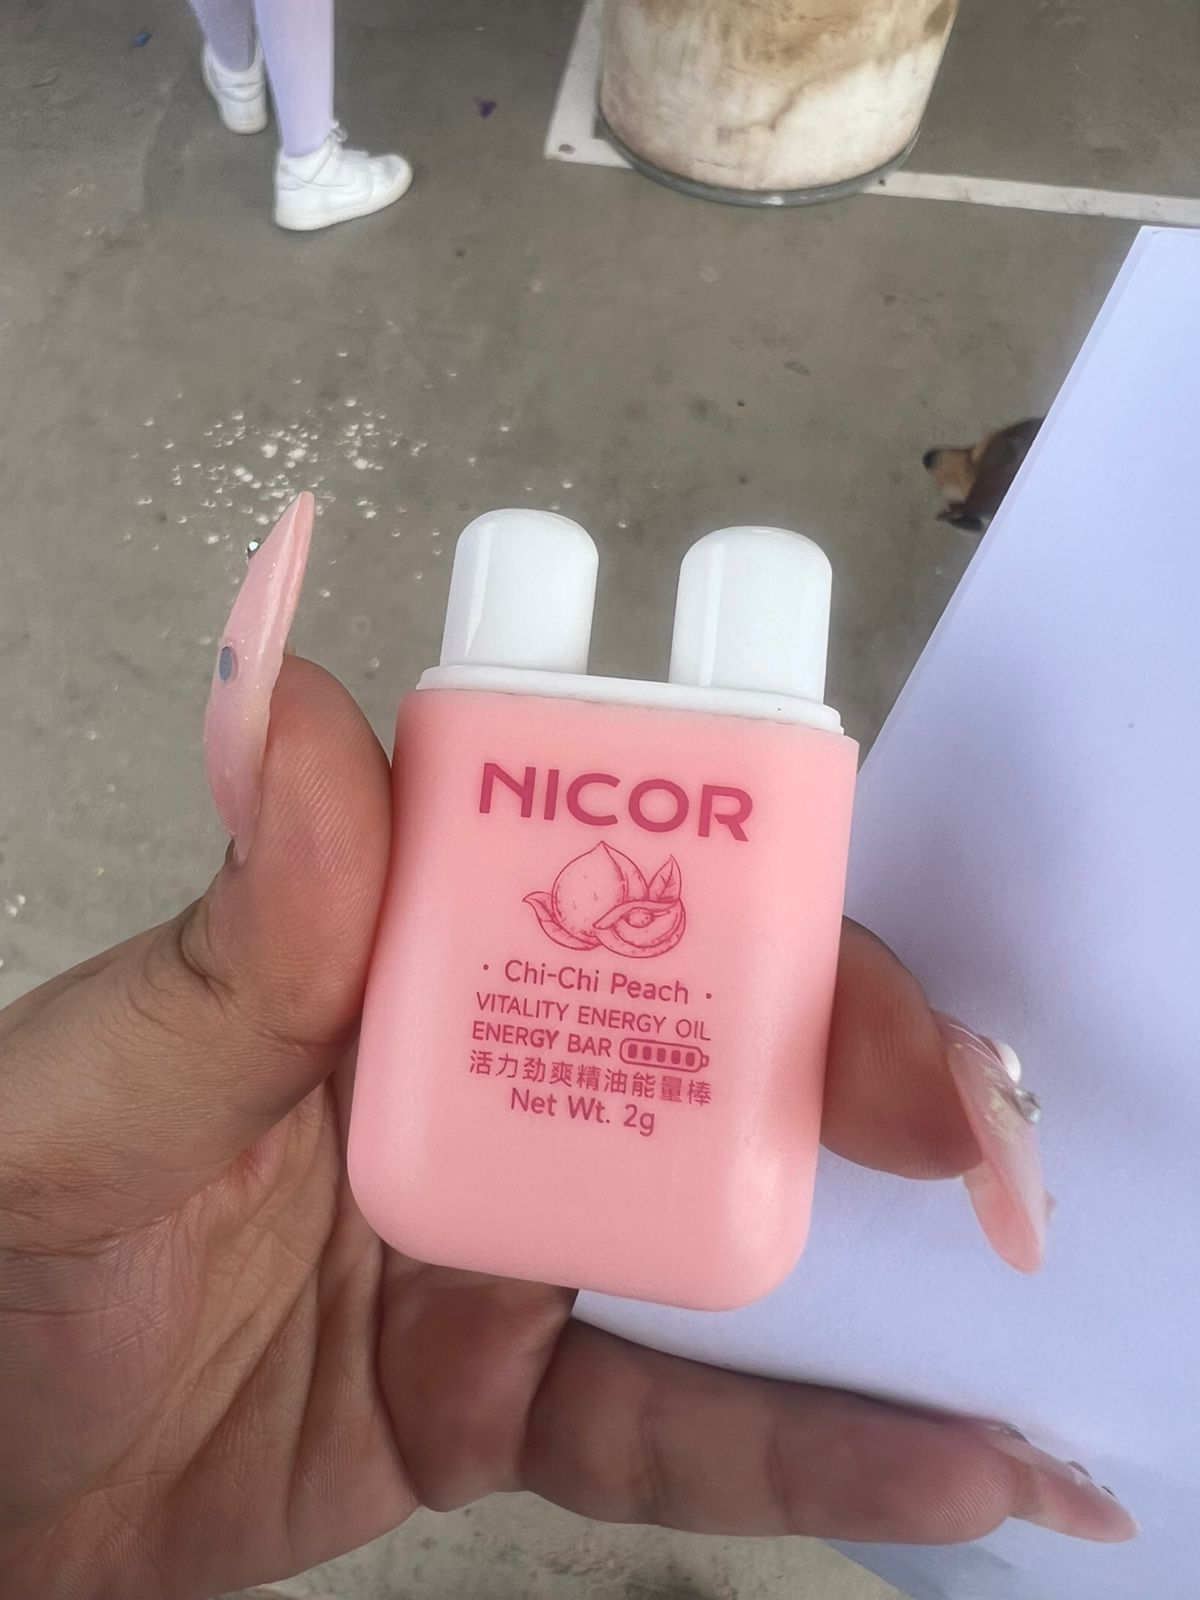 NICOR
· Chi-Chi Peach ·
VITALITY ENERGY OIL
ENERGY BAR
活力劲爽精油能量棒
Net Wt. 2g